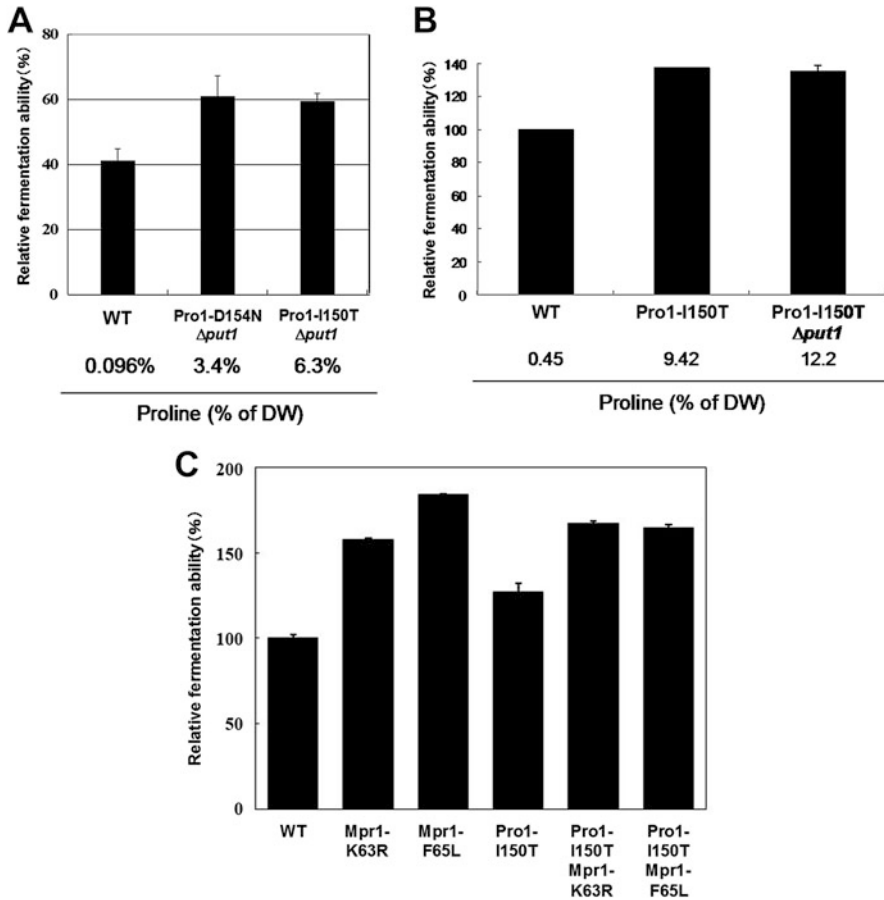 A
Relative fermentation ability(%)
80
60
40
20
0
WT
Pro1-D154N
Δput1
Pro1-I150T
Δput1
0.096%
3.4%
6.3%
Proline (% of DW)
B
Relative fermentation ability(%)
140
120
100
80
60
40
20
0
WT
Pro1-I150T
Pro1-I150T
Δput1
0.45
9.42
12.2
Proline (% of DW)
C
Relative fermentation ability(%)
200
150
100
50
0
WT
Mpr1-
K63R
Mpr1-
F65L
Pro1-
I150T
Pro1-
I150T
Mpr1-
K63R
Pro1-
I150T
Mpr1-
F65L